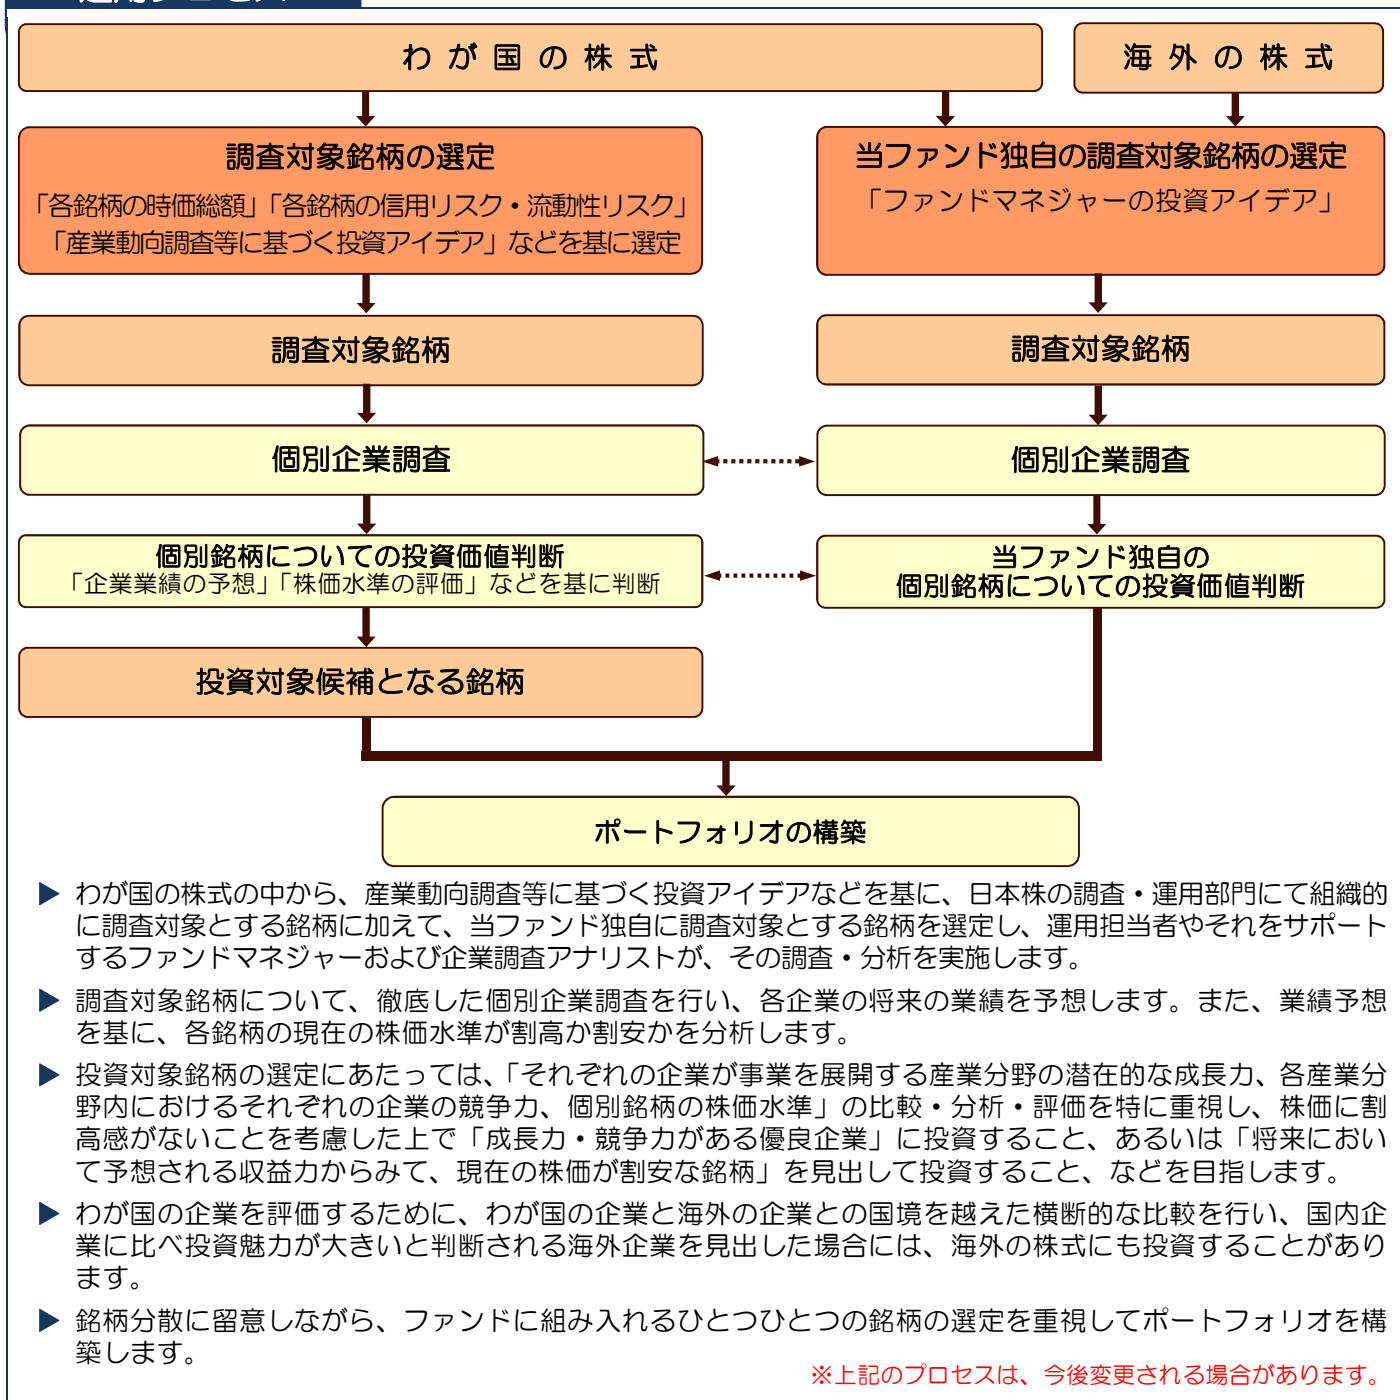 わが国の株式
海外の株式
調査対象銘柄の選定
「各銘柄の時価総額」「各銘柄の信用リスク・流動性リスク」
「産業動向調査等に基づく投資アイデア」などを基に選定
当ファンド独自の調査対象銘柄の選定
「ファンドマネジャーの投資アイデア」
調査対象銘柄
調査対象銘柄
個別企業調査
個別企業調査
個別銘柄についての投資価値判断
「企業業績の予想」「株価水準の評価」などを基に判断
当ファンド独自の
個別銘柄についての投資価値判断
投資対象候補となる銘柄
ポートフォリオの構築
▶ わが国の株式の中から、産業動向調査等に基づく投資アイデアなどを基に、日本株の調査・運用部門にて組織的
に調査対象とする銘柄に加えて、当ファンド独自に調査対象とする銘柄を選定し、運用担当者やそれをサポート
するファンドマネジャーおよび企業調査アナリストが、その調査・分析を実施します。
▶ 調査対象銘柄について、徹底した個別企業調査を行い、各企業の将来の業績を予想します。また、業績予想
を基に、各銘柄の現在の株価水準が割高か割安かを分析します。
▶ 投資対象銘柄の選定にあたっては、「それぞれの企業が事業を展開する産業分野の潜在的な成長力、各産業分
野内におけるそれぞれの企業の競争力、個別銘柄の株価水準」の比較・分析・評価を特に重視し、株価に割
高感がないことを考慮した上で「成長力・競争力がある優良企業」に投資すること、あるいは「将来におい
て予想される収益力からみて、現在の株価が割安な銘柄」を見出して投資すること、などを目指します。
▶ わが国の企業を評価するために、わが国の企業と海外の企業との国境を越えた横断的な比較を行い、国内企
業に比べ投資魅力が大きいと判断される海外企業を見出した場合には、海外の株式にも投資することがあり
ます。
▶ 銘柄分散に留意しながら、ファンドに組み入れるひとつひとつの銘柄の選定を重視してポートフォリオを構
築します。
※上記のプロセスは、今後変更される場合があります。